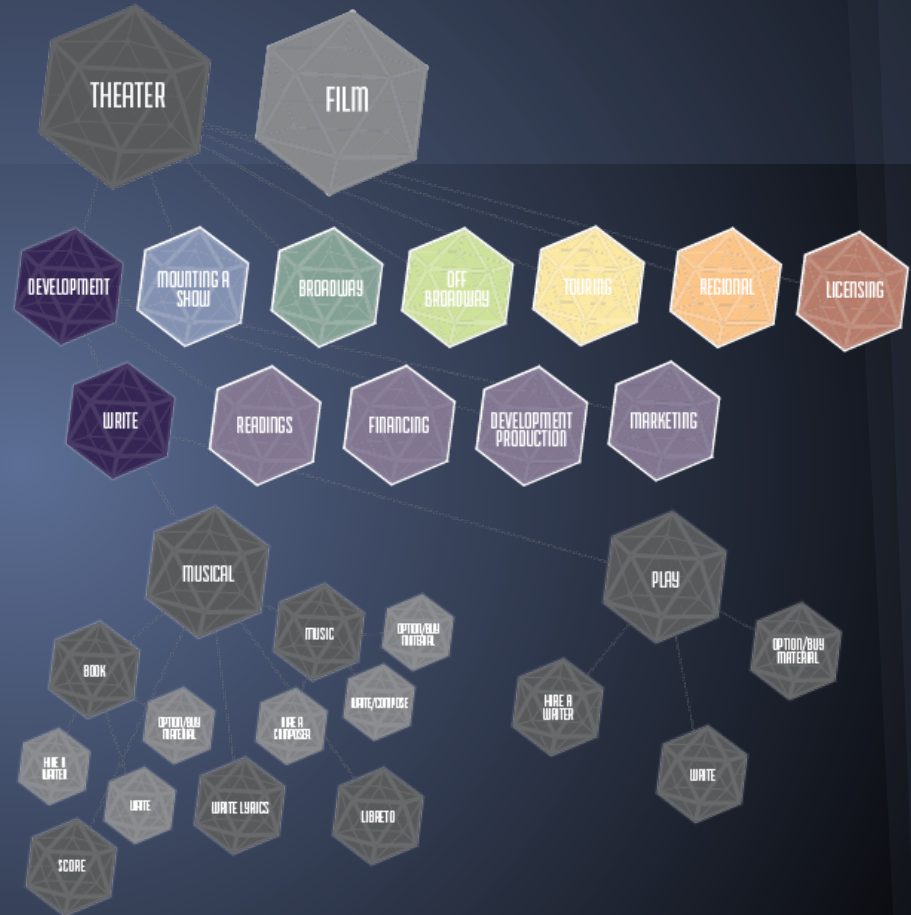 THEATER
FILM
DEVELOPMENT
MOUNTING A
SHOW
BROADWAY
OFF
BROADWAY
TOURING
REGIONAL
LICENSING
WRITE
READINGS
FINANCING
DEVELOPMENT
PRODUCTION
MARKETING
MUSICAL
PLAY
MUSIC
OPTION/BUY
MATERIAL
BOOK
OPTION/BUY
MATERIAL
WRITE/COMPOSE
HIRE A
WRITER
OPTION/BUY
MATERIAL
HIRE A
COMPOSER
HIRE A
WRITER
WRITE
WRITE
WRITE LYRICS
LIBRETO
SCORE